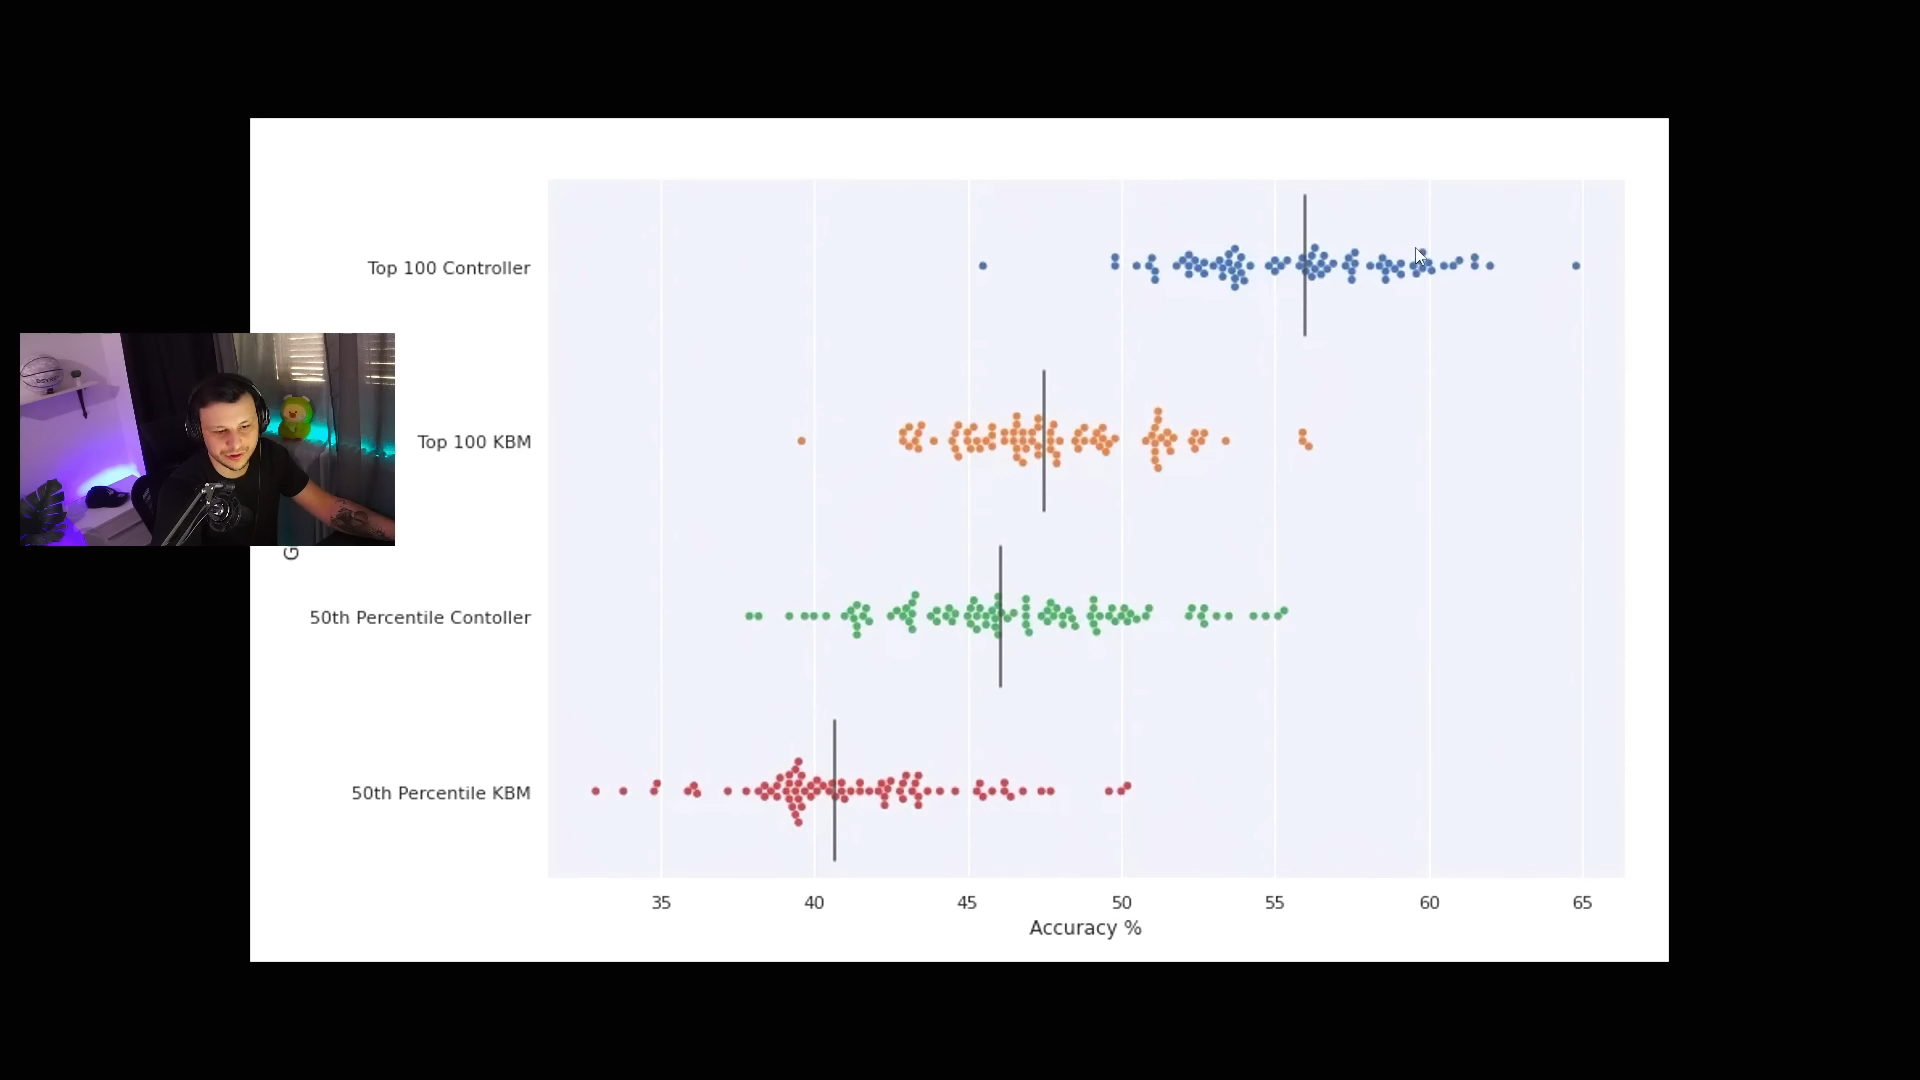 Top 100 Controller
Top 100 KBM
G
50th Percentile Contoller
50th Percentile KBM
35 40 45 50 55 60 65
Accuracy %